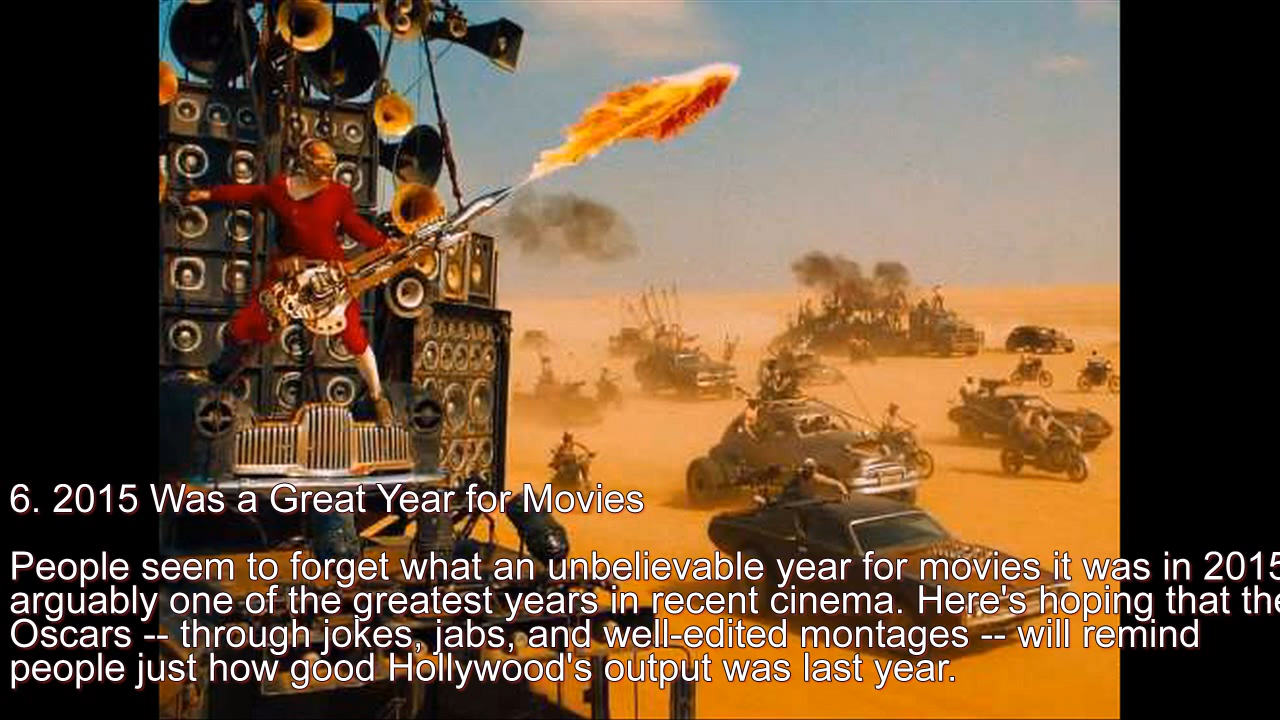 6. 2015 Was a Great Year for Movies
People seem to forget what an unbelievable year for movies it was in 2015
arguably one of the greatest years in recent cinema. Here's hoping that the
Oscars -- through jokes, jabs, and well-edited montages -- will remind
people just how good Hollywood's output was last year.